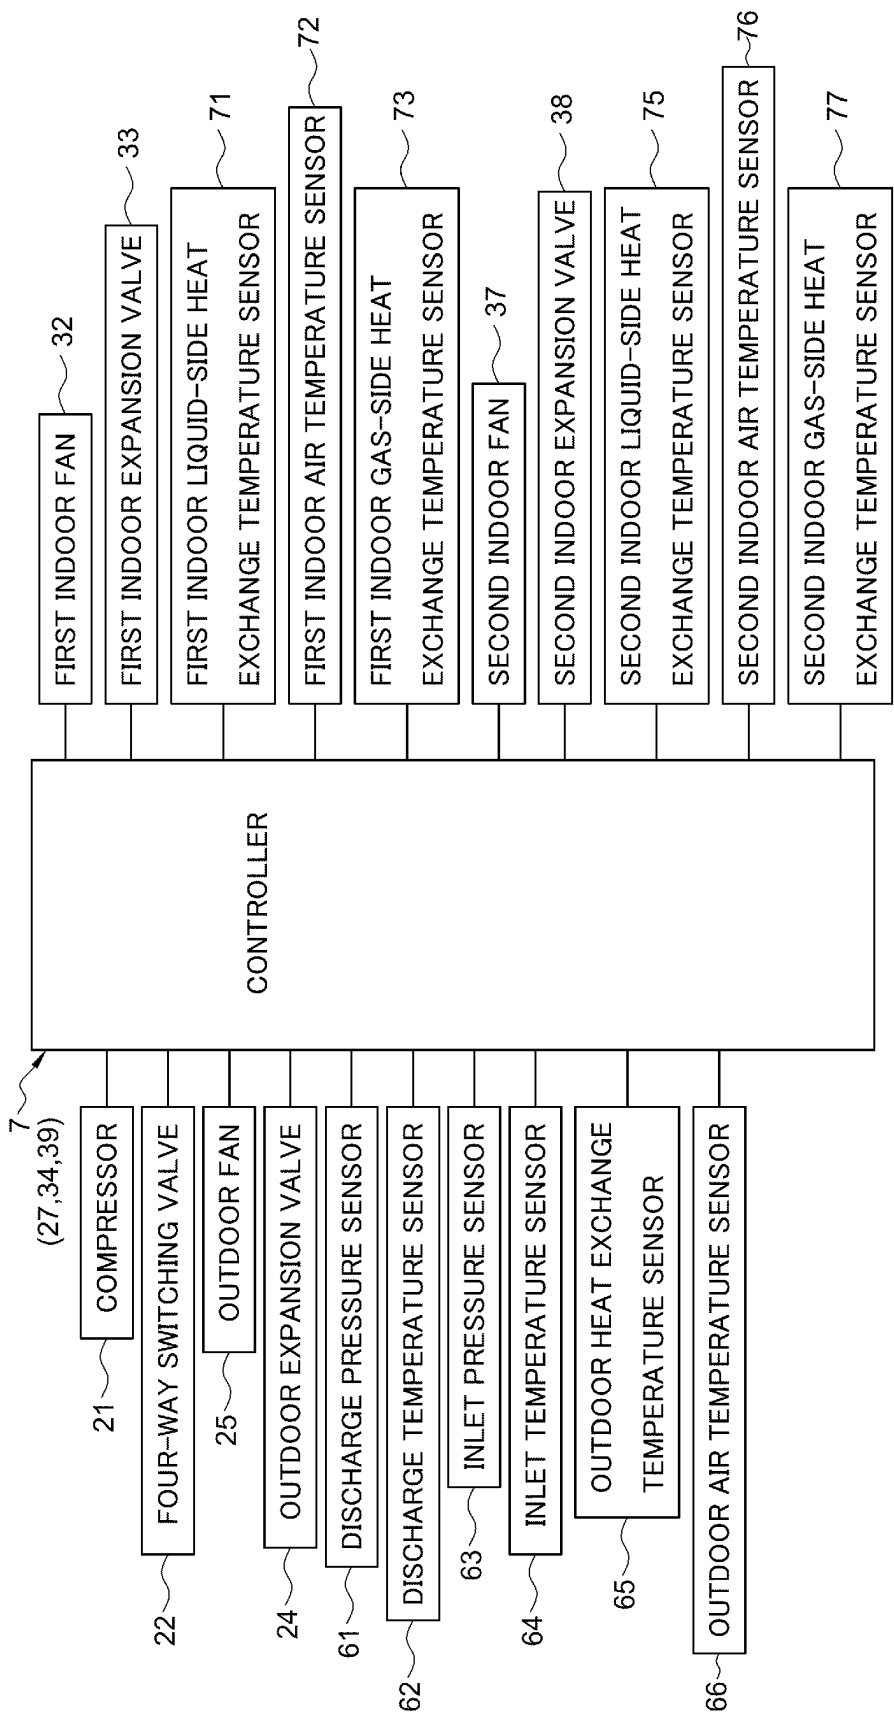 7
(27,34,39)
CONTROLLER
21
COMPRESSOR
22
FOUR-WAY SWITCHING VALVE
25
OUTDOOR FAN
24
OUTDOOR EXPANSION VALVE
61
DISCHARGE PRESSURE SENSOR
62
DISCHARGE TEMPERATURE SENSOR
63
INLET PRESSURE SENSOR
64
INLET TEMPERATURE SENSOR
65
OUTDOOR HEAT EXCHANGE
TEMPERATURE SENSOR
66
OUTDOOR AIR TEMPERATURE SENSOR
FIRST INDOOR FAN
32
FIRST INDOOR EXPANSION VALVE
33
FIRST INDOOR LIQUID-SIDE HEAT
EXCHANGE TEMPERATURE SENSOR
71
FIRST INDOOR AIR TEMPERATURE SENSOR
72
FIRST INDOOR GAS-SIDE HEAT
EXCHANGE TEMPERATURE SENSOR
73
SECOND INDOOR FAN
37
SECOND INDOOR EXPANSION VALVE
38
SECOND INDOOR LIQUID-SIDE HEAT
EXCHANGE TEMPERATURE SENSOR
75
SECOND INDOOR AIR TEMPERATURE SENSOR
76
SECOND INDOOR GAS-SIDE HEAT
EXCHANGE TEMPERATURE SENSOR
77